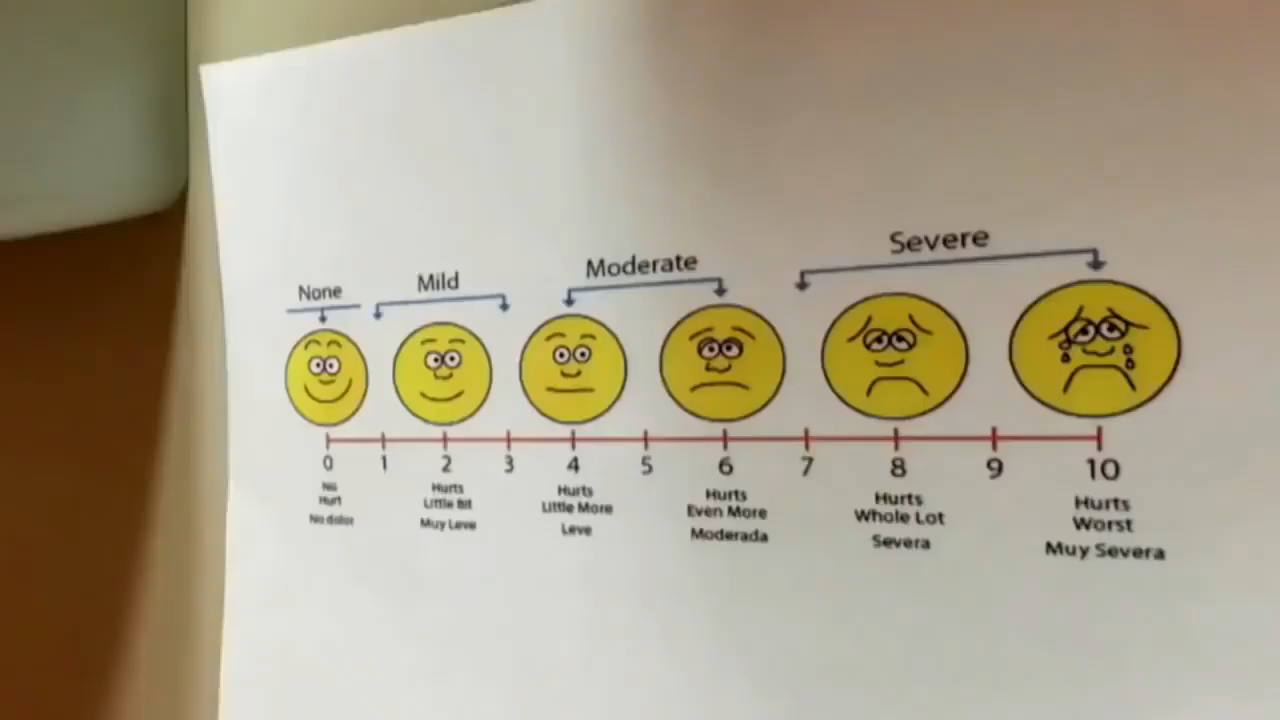 None
Mild
Moderate
Severe
0 1 2 3 4 5 6 7 8 9 10
No
Hurt
No dolor
Hurts
Little Bit
Muy Leve
Hurts
Little More
Leve
Hurts
Even More
Moderada
Hurts
Whole Lot
Severa
Hurts
Worst
Muy Severa